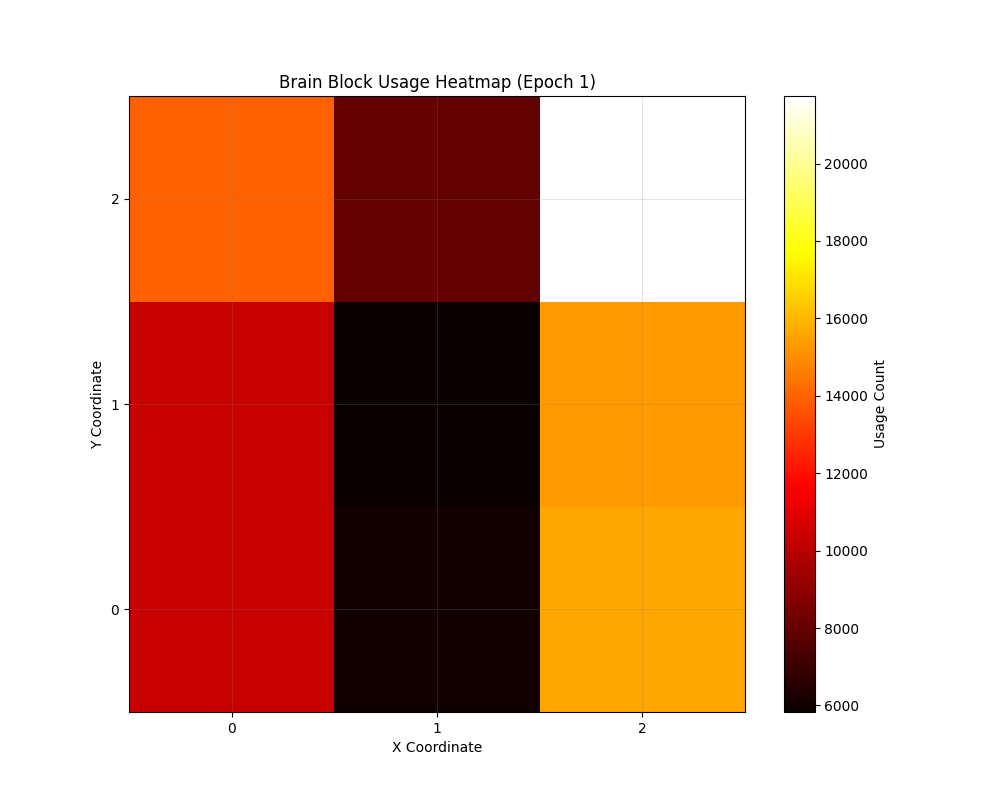 Brain Block Usage Heatmap (Epoch 1)
2
1
0
Y Coordinate
0 1 2
X Coordinate
20000
18000
16000
14000
12000
10000
8000
6000
Usage Count